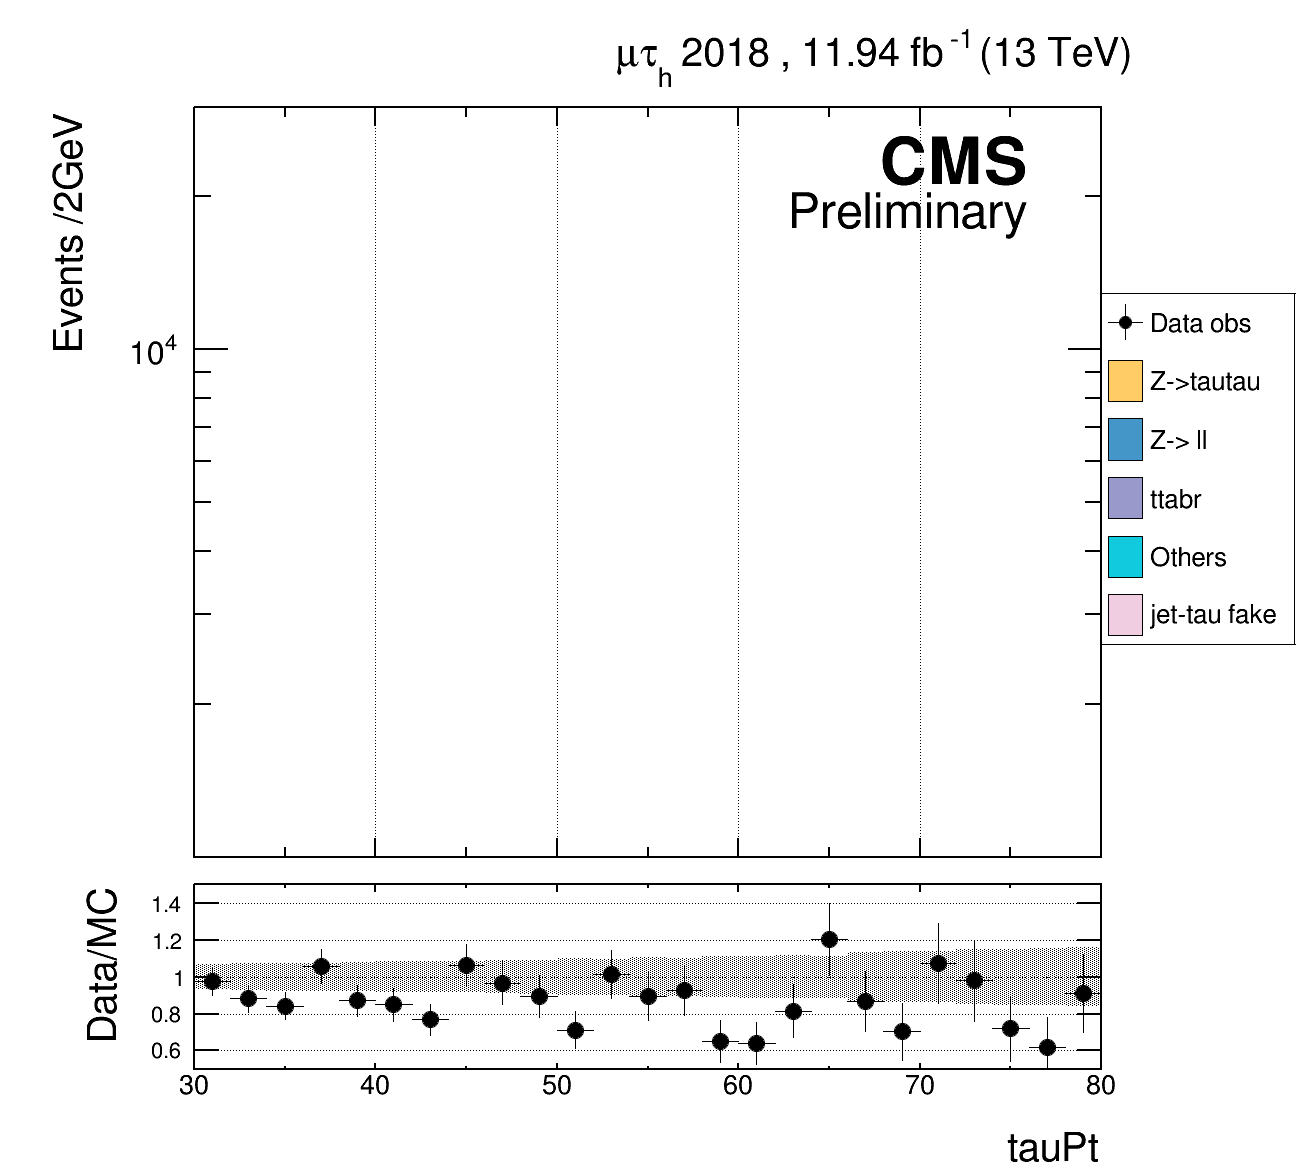 μτh 2018 , 11.94 fb-1 (13 TeV)
CMS
Preliminary
Events /2GeV
10^4
Data obs
Z->tautau
Z-> ll
ttabr
Others
jet-tau fake
Data/MC
1.4
1.2
1
0.8
0.6
30 40 50 60 70 80
tauPt